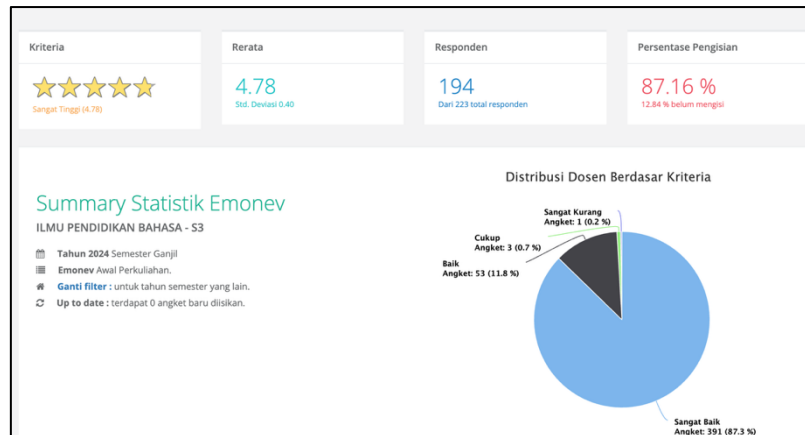 Kriteria
Sangat Tinggi (4.78)
Rerata
4.78
Std. Deviasi 0.40
Responden
194
Dari 223 total responden
Persentase Pengisian
87.16 %
12.84 % belum mengisi
Summary Statistik Emonev
ILMU PENDIDIKAN BAHASA - S3
Tahun 2024 Semester Ganjil
Emonev Awal Perkuliahan.
Ganti filter : untuk tahun semester yang lain.
Up to date : terdapat 0 angket baru diisikan.
Distribusi Dosen Berdasar Kriteria
Sangat Kurang
Angket: 1 (0.2 %)
Cukup
Angket: 3 (0.7 %)
Baik
Angket: 53 (11.8 %)
Sangat Baik
Angket: 391 (87.3 %)